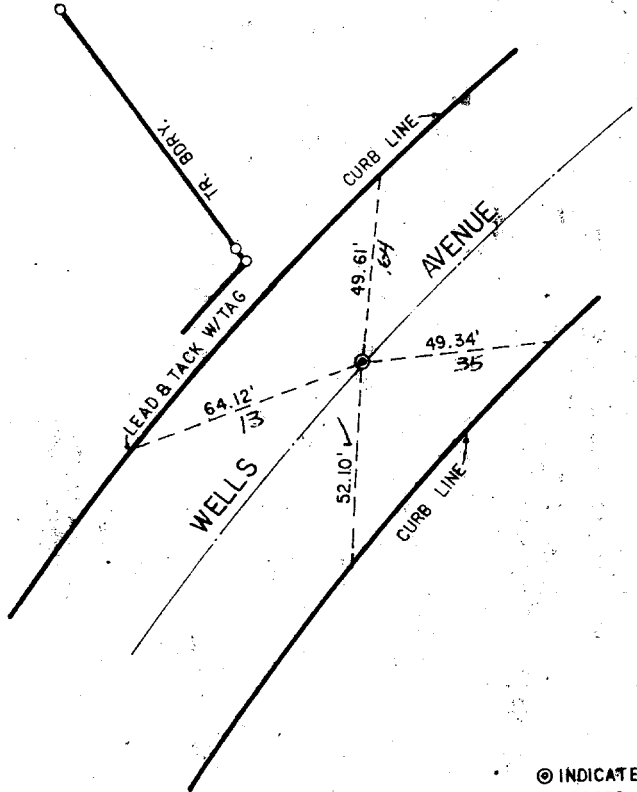 TR. BDRY.
CURB LINE
AVENUE
49.61'
.64
LEAD & TACK W/TAG
49.34'
35
64.12'
13
52.10'
WELLS
CURB LINE
◎ INDICATE